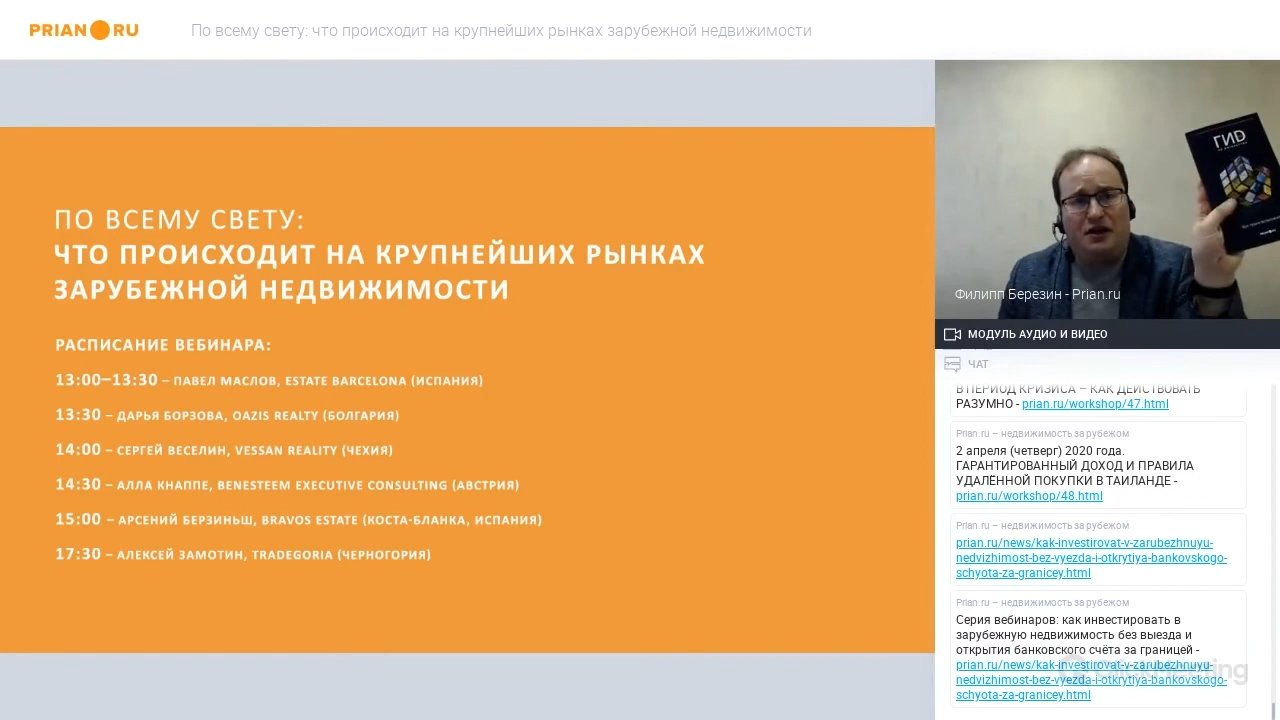 PRIAN RU
По всему свету: что происходит на крупнейших рынках зарубежной недвижимости
ПО ВСЕМУ СВЕТУ:
ЧТО ПРОИСХОДИТ НА КРУПНЕЙШИХ РЫНКАХ
ЗАРУБЕЖНОЙ НЕДВИЖИМОСТИ
РАСПИСАНИЕ ВЕБИНАРА:
13:00–13:30 – ПАВЕЛ МАСЛОВ, ESTATE BARCELONA (ИСПАНИЯ)
13:30 – ДАРЬЯ БОРЗОВА, OAZIS REALTY (БОЛГАРИЯ)
14:00 – СЕРГЕЙ ВЕСЕЛИН, VESSAN REALITY (ЧЕХИЯ)
14:30 – АЛЛА КНАППЕ, BENESTEEM EXECUTIVE CONSULTING (АВСТРИЯ)
15:00 – АРСЕНИЙ БЕРЗИНЬШ, BRAVOS ESTATE (КОСТА-БЛАНКА, ИСПАНИЯ)
17:30 – АЛЕКСЕЙ ЗАМОТИН, TRADEGORIA (ЧЕРНОГОРИЯ)
ГИД
Филипп Березин - Prian.ru
МОДУЛЬ АУДИО И ВИДЕО
ЧАТ
В ПЕРИОД КРИЗИСА – КАК ДЕЙСТВОВАТЬ
РАЗУМНО - prian.ru/workshop/47.html
Prian.ru – недвижимость за рубежом
2 апреля (четверг) 2020 года.
ГАРАНТИРОВАННЫЙ ДОХОД И ПРАВИЛА
УДАЛЁННОЙ ПОКУПКИ В ТАИЛАНДЕ -
prian.ru/workshop/48.html
Prian.ru – недвижимость за рубежом
prian.ru/news/kak-investirovat-v-zarubezhnuyu-
nedvizhimost-bez-vyezda-i-otkrytiya-bankovskogo-
schyota-za-granicey.html
Prian.ru – недвижимость за рубежом
Серия вебинаров: как инвестировать в
зарубежную недвижимость без выезда и
открытия банковского счёта за границей -
prian.ru/news/kak-investirovat-v-zarubezhnuyu-
nedvizhimost-bez-vyezda-i-otkrytiya-bankovskogo-
schyota-za-granicey.html
ClickMeeting